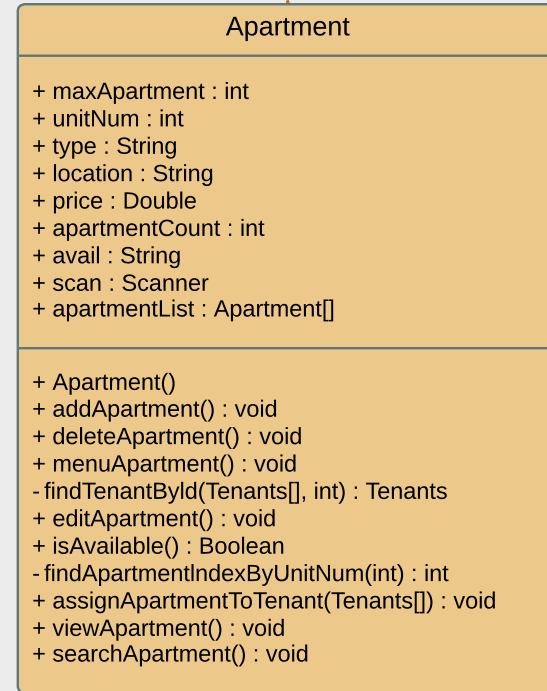 Apartment
+ maxApartment : int
+ unitNum : int
+ type : String
+ location : String
+ price : Double
+ apartmentCount : int
+ avail : String
+ scan : Scanner
+ apartmentList : Apartment[]
+ Apartment()
+ addApartment() : void
+ deleteApartment() : void
+ menuApartment() : void
- findTenantById(Tenants[], int) : Tenants
+ editApartment() : void
+ isAvailable() : Boolean
- findApartmentIndexByUnitNum(int) : int
+ assignApartmentToTenant(Tenants[]) : void
+ viewApartment() : void
+ searchApartment() : void